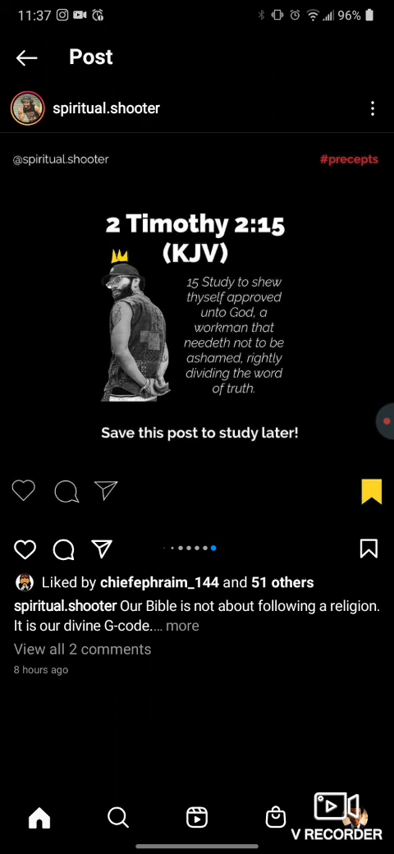 11:37 96%
Post
spiritual.shooter
@spiritual.shooter #precepts
2 Timothy 2:15
(KJV)
15 Study to shew
thyself approved
unto God, a
workman that
needeth not to be
ashamed, rightly
dividing the word
of truth.
Save this post to study later!
Liked by chiefephraim_144 and 51 others
spiritual.shooter Our Bible is not about following a religion.
It is our divine G-code.... more
View all 2 comments
8 hours ago
V RECORDER